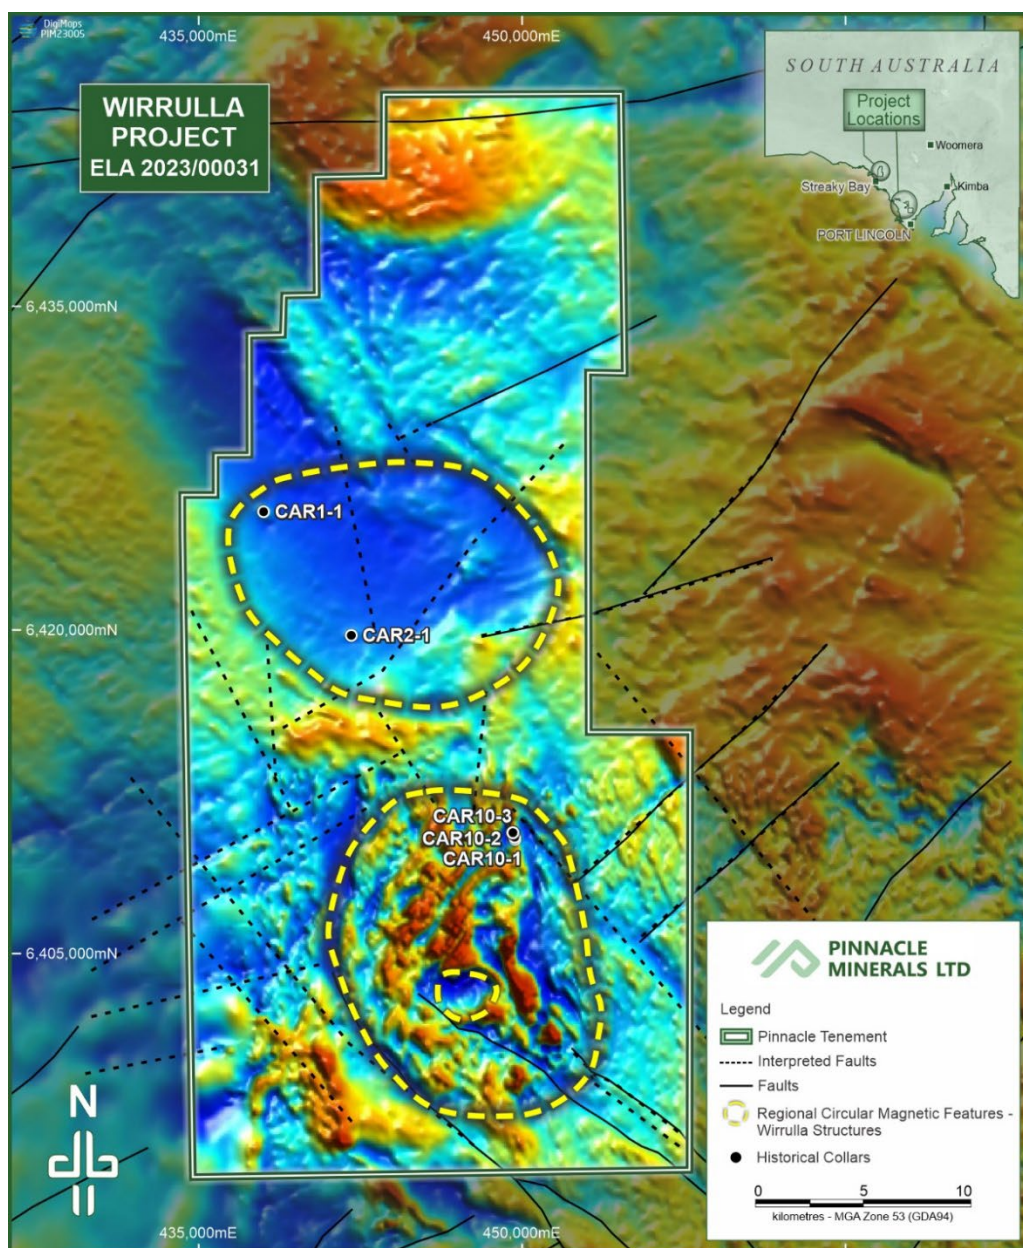 DigiMaps
PIM23005
435,000mE
450,000mE
WIRRULLA
PROJECT
ELA 2023/00031
SOUTH AUSTRALIA
Project
Locations
Woomera
Streaky Bay
Kimba
PORT LINCOLN
6,435,000mN
CAR1-1
6,420,000mN
CAR2-1
CAR10-3
CAR10-2
CAR10-1
6,405,000mN
PINNACLE
MINERALS LTD
Legend
Pinnacle Tenement
Interpreted Faults
Faults
Regional Circular Magnetic Features -
Wirrulla Structures
Historical Collars
0 5 10
kilometres - MGA Zone 53 (GDA94)
N
435,000mE
450,000mE